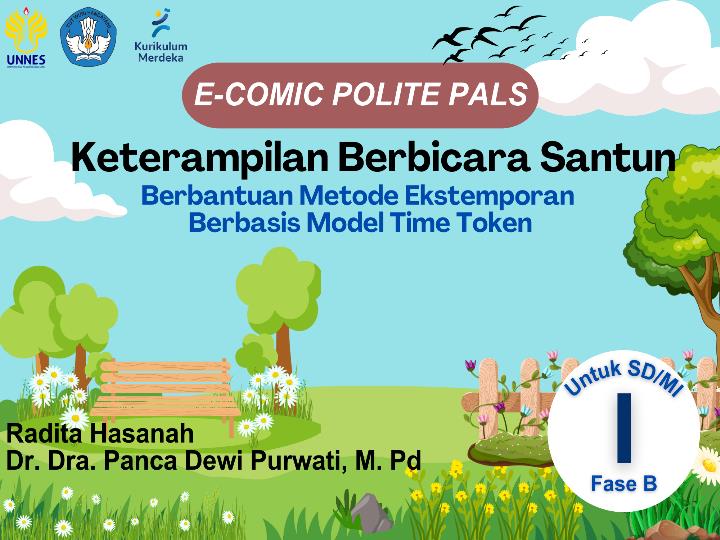 UNNES
Kurikulum
Merdeka
E-COMIC POLITE PALS
Keterampilan Berbicara Santun
Berbantuan Metode Ekstemporan
Berbasis Model Time Token
Untuk SD/MI
I
Fase B
Radita Hasanah
Dr. Dra. Panca Dewi Purwati, M. Pd